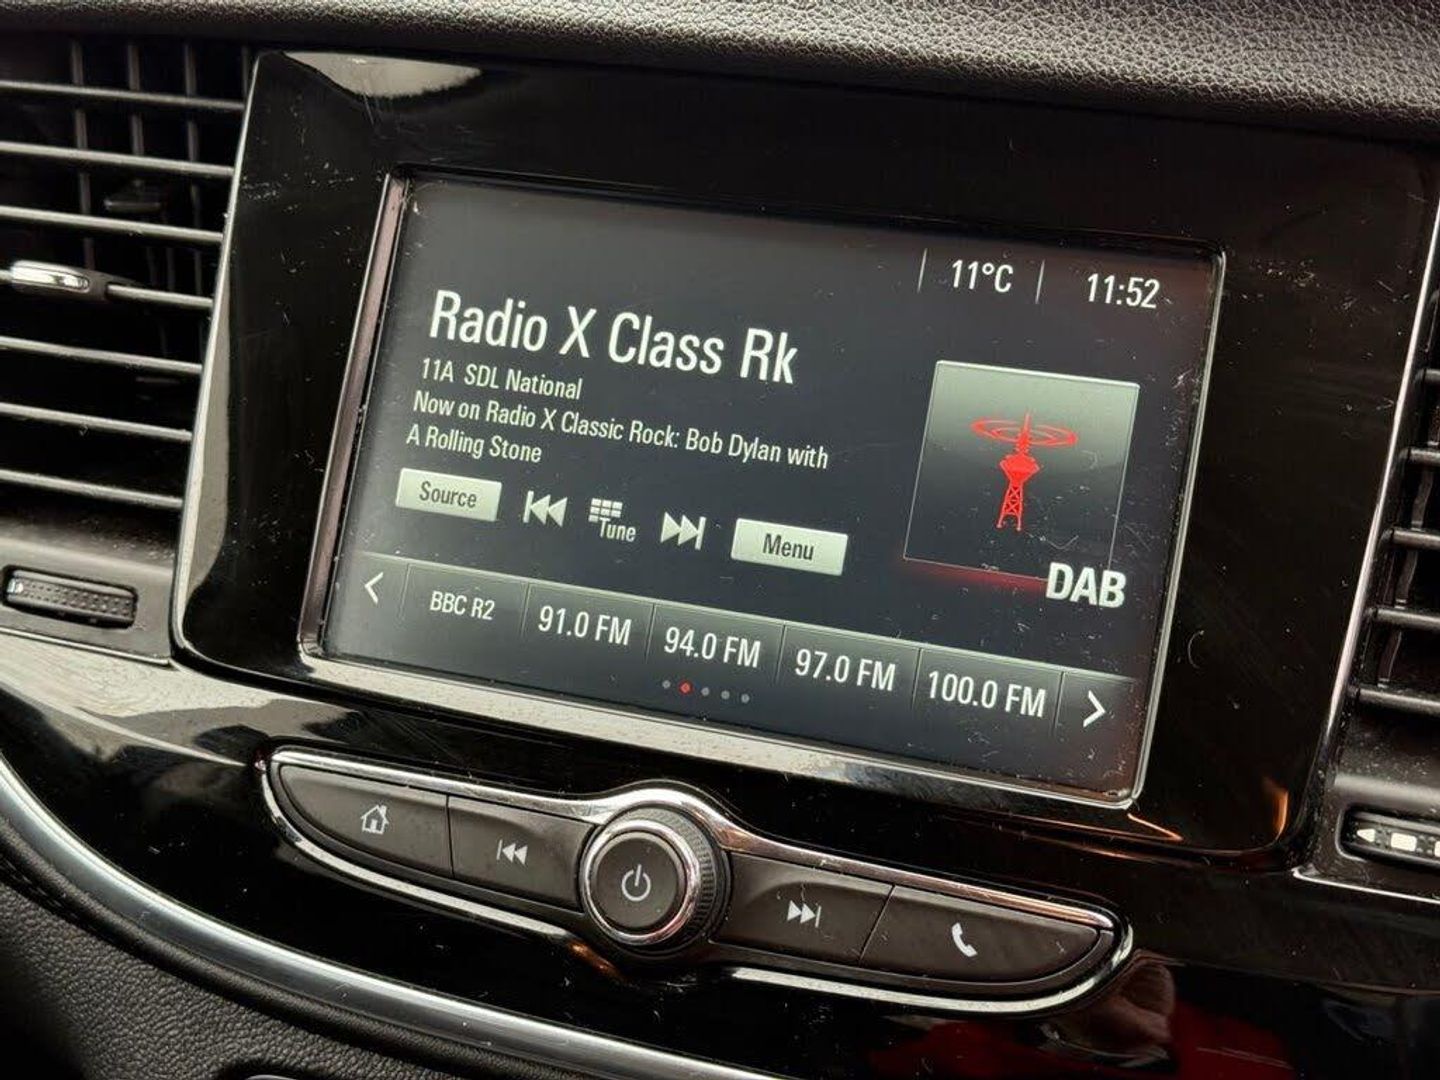 11°C 11:52
Radio X Class Rk
11A SDL National
Now on Radio X Classic Rock: Bob Dylan with
A Rolling Stone
Source Tune Menu
DAB
BBC R2 91.0 FM 94.0 FM 97.0 FM 100.0 FM